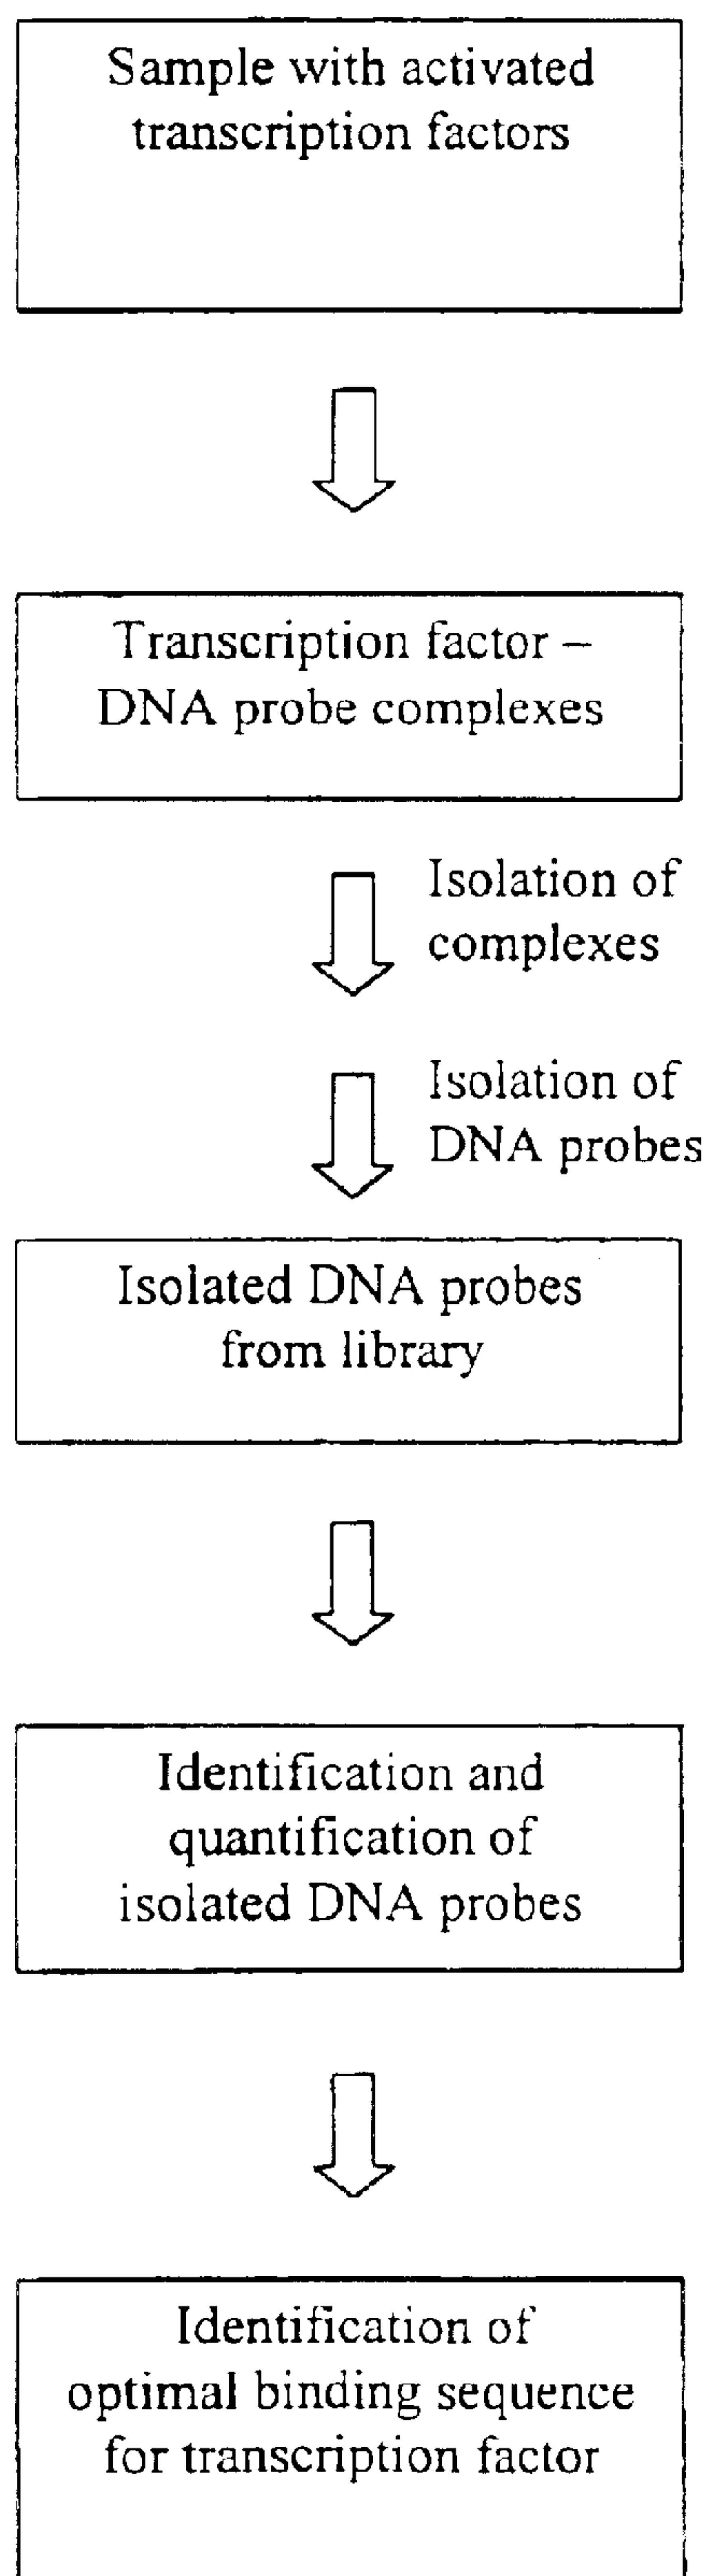 Sample with activated
transcription factors
Transcription factor –
DNA probe complexes
Isolation of
complexes
Isolation of
DNA probes
Isolated DNA probes
from library
Identification and
quantification of
isolated DNA probes
Identification of
optimal binding sequence
for transcription factor